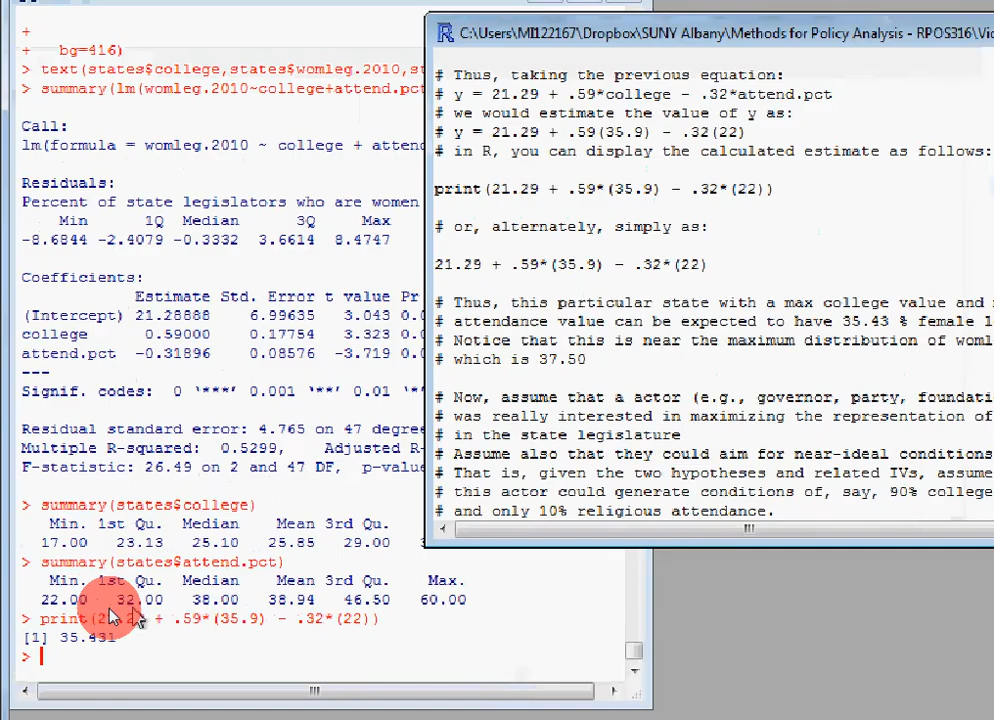 +
+   bg=416)
> text(states$college,states$womleg.2010,st
> summary(lm(womleg.2010~college+attend.pct
Call:
lm(formula = womleg.2010 ~ college + attend
Residuals:
Percent of state legislators who are women
Min 1Q Median 3Q Max
-8.6844 -2.4079 -0.3332 3.6614 8.4747
Coefficients:
Estimate Std. Error t value Pr
(Intercept) 21.28888 6.99635 3.043 0.0
college 0.59000 0.17754 3.323 0.0
attend.pct -0.31896 0.08576 -3.719 0.0
---
Signif. codes: 0 ‘***’ 0.001 ‘**’ 0.01 ‘*’
Residual standard error: 4.765 on 47 degree
Multiple R-squared: 0.5299, Adjusted R-
F-statistic: 26.49 on 2 and 47 DF, p-value
> summary(states$college)
Min. 1st Qu. Median Mean 3rd Qu.
17.00 23.13 25.10 25.85 29.00
> summary(states$attend.pct)
Min. 1st Qu. Median Mean 3rd Qu. Max.
22.00 32.00 38.00 38.94 46.50 60.00
> print(21.29 + .59*(35.9) - .32*(22))
[1] 35.431
>
C:\Users\MI122167\Dropbox\SUNY Albany\Methods for Policy Analysis - RPOS316\Vic
# Thus, taking the previous equation:
# y = 21.29 + .59*college - .32*attend.pct
# we would estimate the value of y as:
# y = 21.29 + .59(35.9) - .32(22)
# in R, you can display the calculated estimate as follows:
print(21.29 + .59*(35.9) - .32*(22))
# or, alternately, simply as:
21.29 + .59*(35.9) - .32*(22)
# Thus, this particular state with a max college value and
# attendance value can be expected to have 35.43 % female l
# Notice that this is near the maximum distribution of woml
# which is 37.50
# Now, assume that a actor (e.g., governor, party, foundati
# was really interested in maximizing the representation of
# in the state legislature
# Assume also that they could aim for near-ideal conditions
# That is, given the two hypotheses and related IVs, assume
# this actor could generate conditions of, say, 90% college
# and only 10% religious attendance.